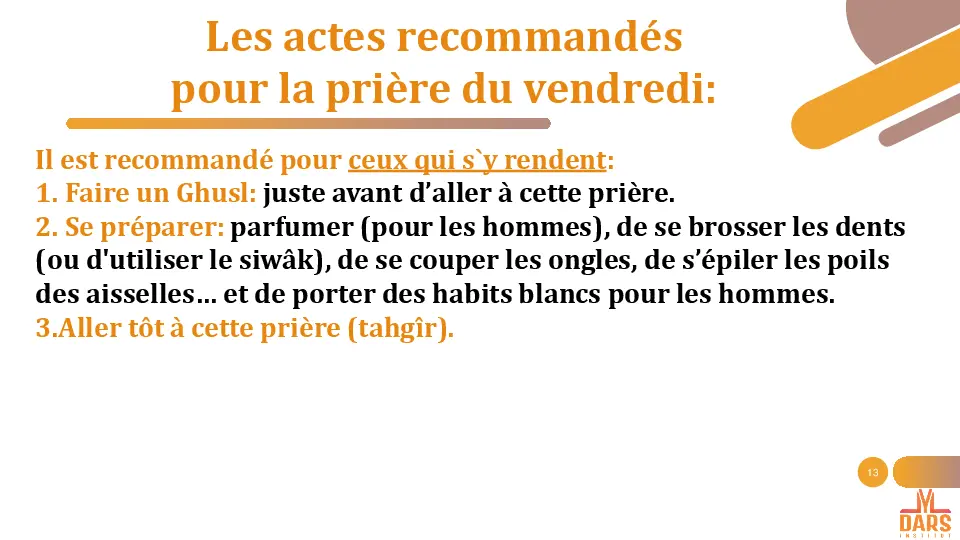 Les actes recommandés
pour la prière du vendredi:
Il est recommandé pour ceux qui s`y rendent:
1. Faire un Ghusl: juste avant d’aller à cette prière.
2. Se préparer: parfumer (pour les hommes), de se brosser les dents
(ou d'utiliser le siwâk), de se couper les ongles, de s’épiler les poils
des aisselles… et de porter des habits blancs pour les hommes.
3.Aller tôt à cette prière (tahgîr).
13
DARS
INSTITUT